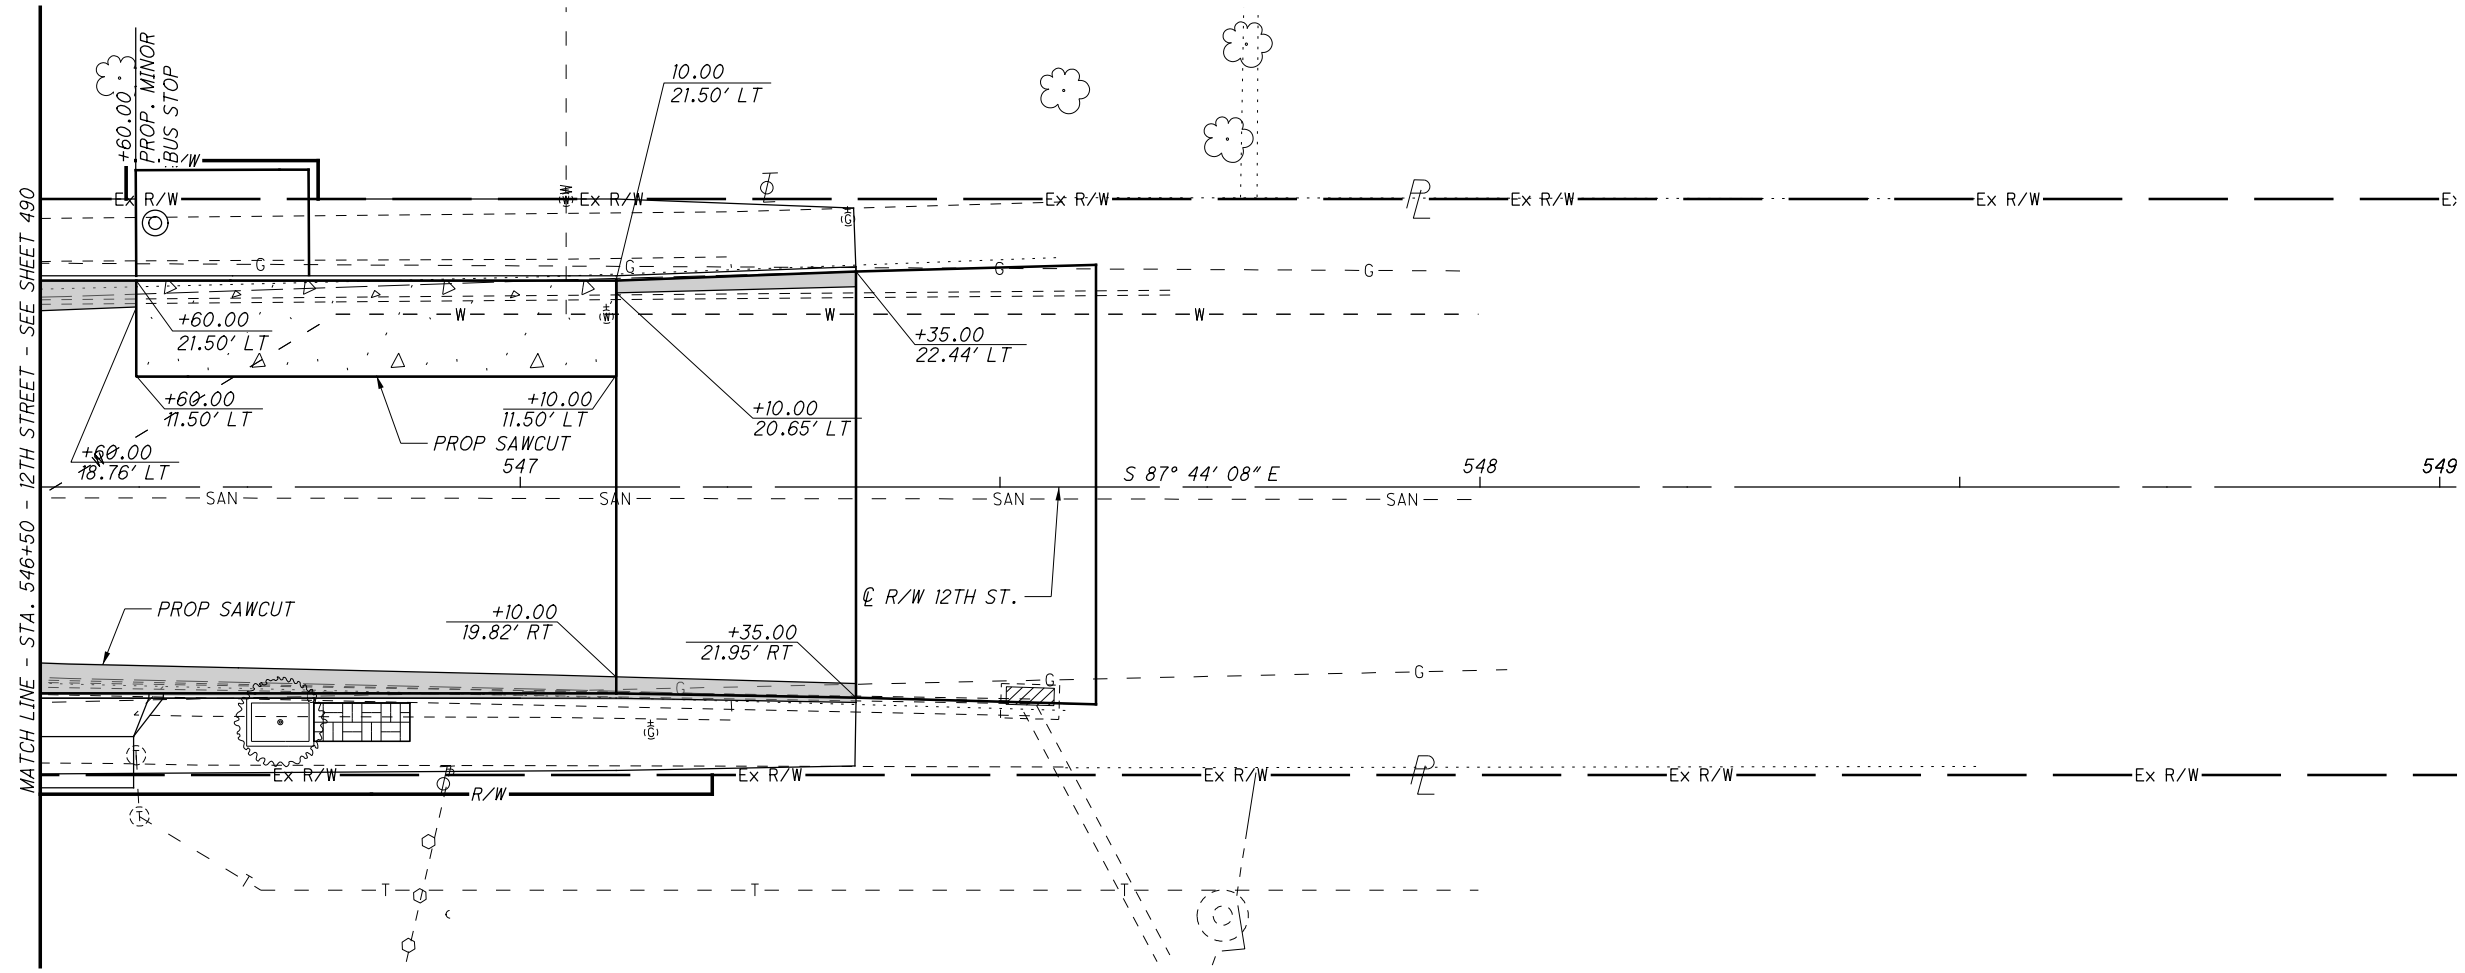 MATCH LINE - STA. 546+50 - 12TH STREET - SEE SHEET 490
+60.00
PROP. MINOR
BUS STOP
R/W
10.00
21.50' LT
Ex R/W
Ex R/W
Ex R/W
Ex R/W
Ex R/W
PL
W
G
G
G
G
G
W
W
W
W
+60.00
21.50' LT
+35.00
22.44' LT
+60.00
11.50' LT
+10.00
11.50' LT
+10.00
20.65' LT
PROP SAWCUT
+60.00
18.76' LT
W
547
S 87° 44' 08" E
548
549
SAN
SAN
SAN
SAN
CL R/W 12TH ST.
PROP SAWCUT
+10.00
19.82' RT
+35.00
21.95' RT
G
G
G
G
T
T
Ex R/W
Ex R/W
Ex R/W
Ex R/W
Ex R/W
PL
R/W
T
T
T
T